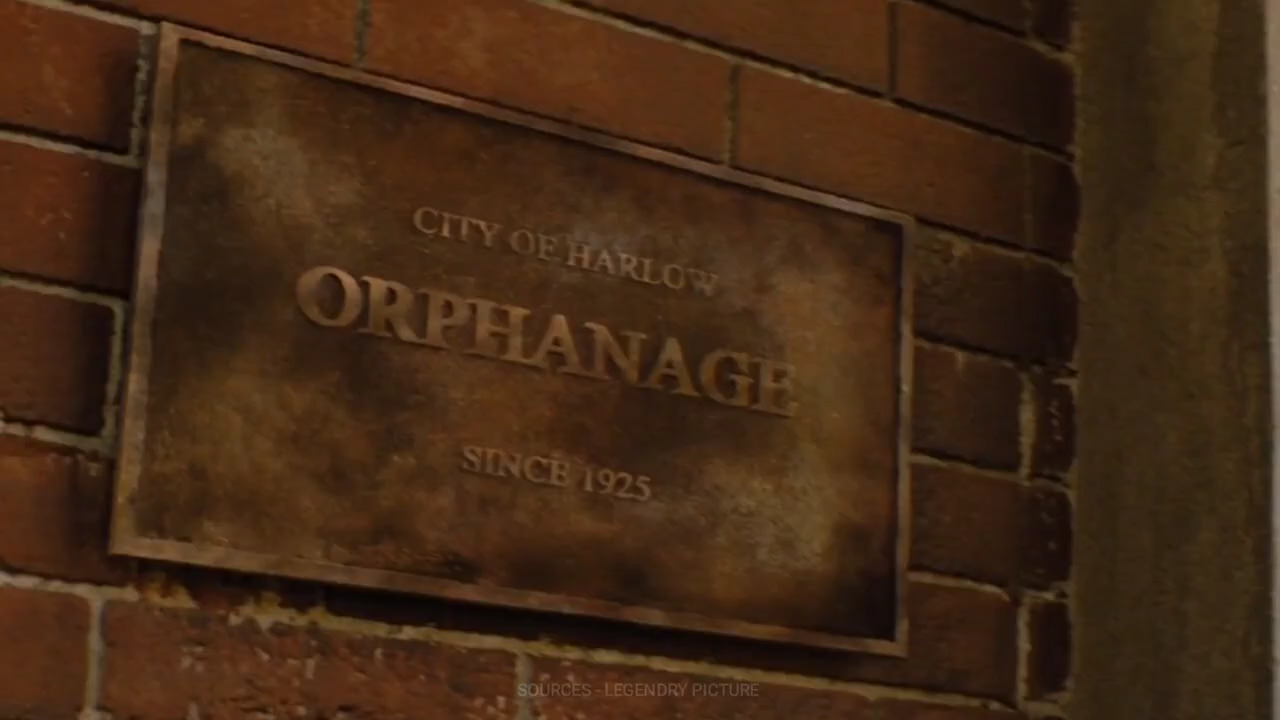 CITY OF HARLOW
ORPHANAGE
SINCE 1925
SOURCES - LEGENDRY PICTURE